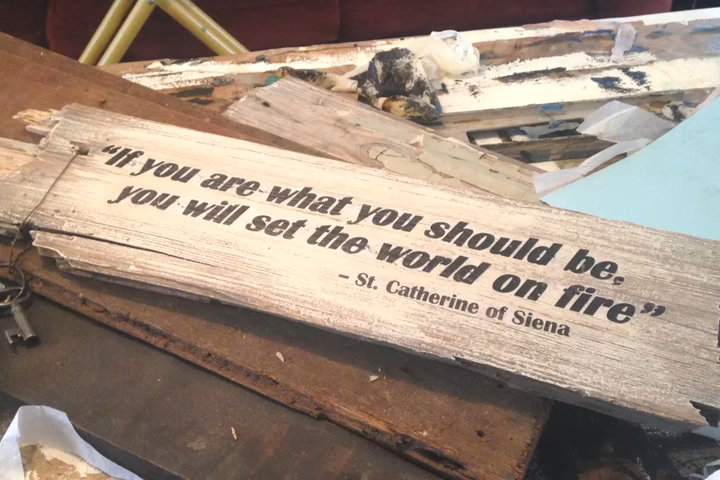 “If you are what you should be,
you will set the world on fire”
– St. Catherine of Siena